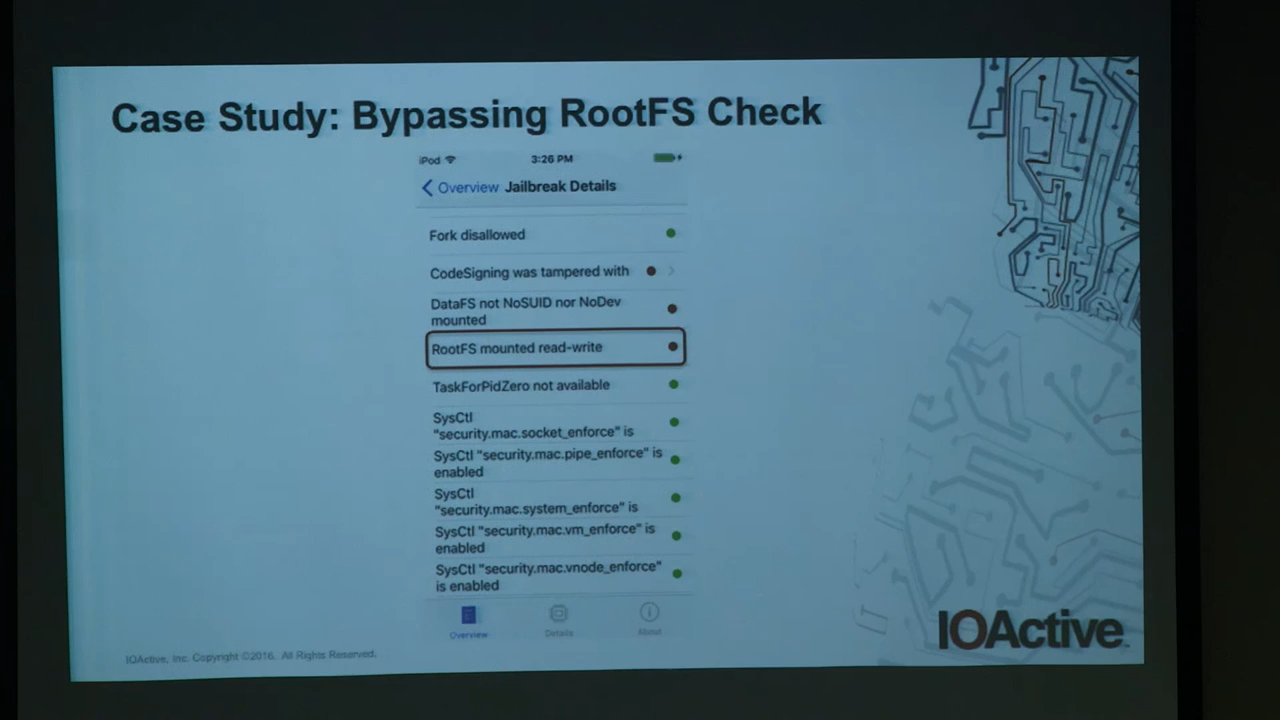 Case Study: Bypassing RootFS Check
iPod
3:26 PM
Overview Jailbreak Details
Fork disallowed
CodeSigning was tampered with
DataFS not NoSUID nor NoDev
mounted
RootFS mounted read-write
TaskForPidZero not available
SysCtl
"security.mac.socket_enforce" is
SysCtl "security.mac.pipe_enforce" is
enabled
SysCtl
"security.mac.system_enforce" is
SysCtl "security.mac.vm_enforce" is
enabled
SysCtl "security.mac.vnode_enforce"
is enabled
Overview Details About
IOActive, Inc. Copyright ©2016. All Rights Reserved.
IOActive